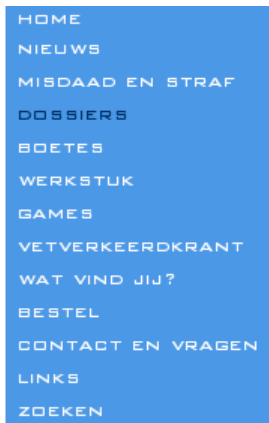 HOME
NIEUWS
MISDAAD EN STRAF
DOSSIERS
BOETES
WERKSTUK
GAMES
VETVERKEERDKRANT
WAT VIND JIJ?
BESTEL
CONTACT EN VRAGEN
LINKS
ZOEKEN